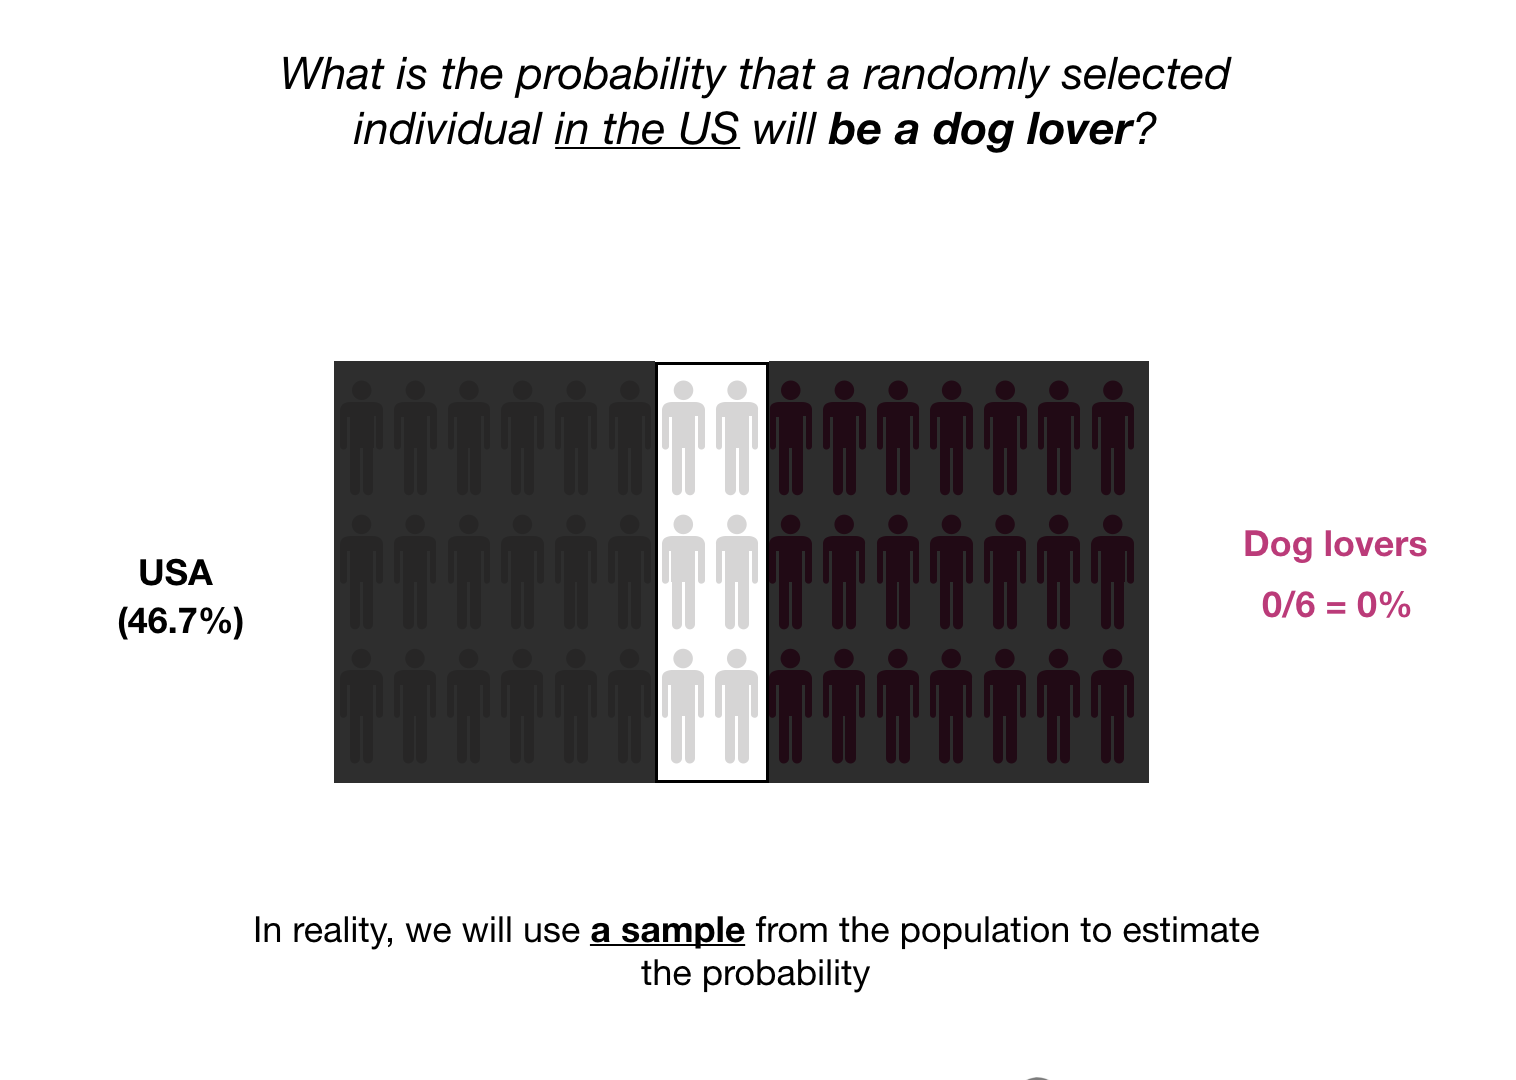 What is the probability that a randomly selected
individual in the US will be a dog lover?
USA
(46.7%)
Dog lovers
0/6 = 0%
In reality, we will use a sample from the population to estimate
the probability